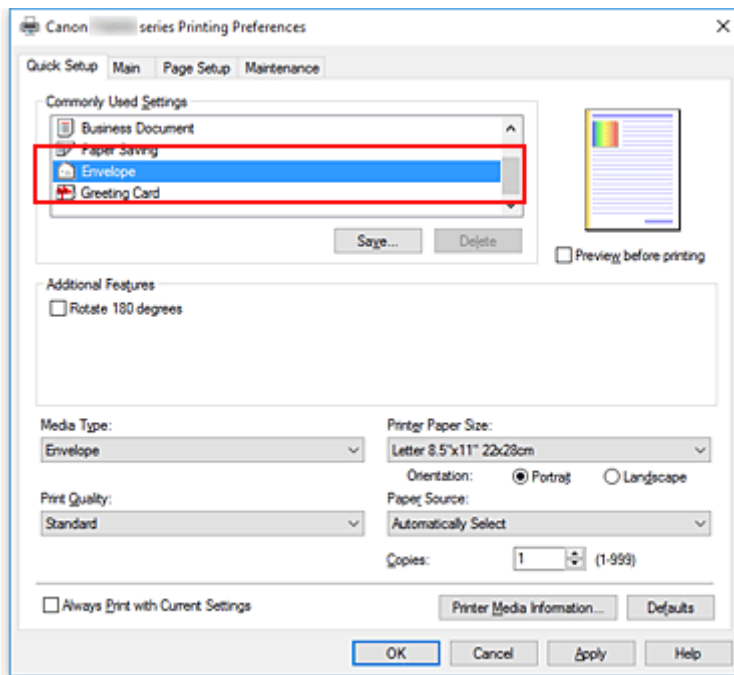 Canon series Printing Preferences
Quick Setup Main Page Setup Maintenance
Commonly Used Settings
Business Document
Paper Saving
Envelope
Greeting Card
Save... Delete
Preview before printing
Additional Features
Rotate 180 degrees
Media Type: Printer Paper Size:
Envelope Letter 8.5"x11" 22x28cm
Orientation: Portrait Landscape
Print Quality: Paper Source:
Standard Automatically Select
Copies: 1 (1-999)
Always Print with Current Settings Printer Media Information... Defaults
OK Cancel Apply Help